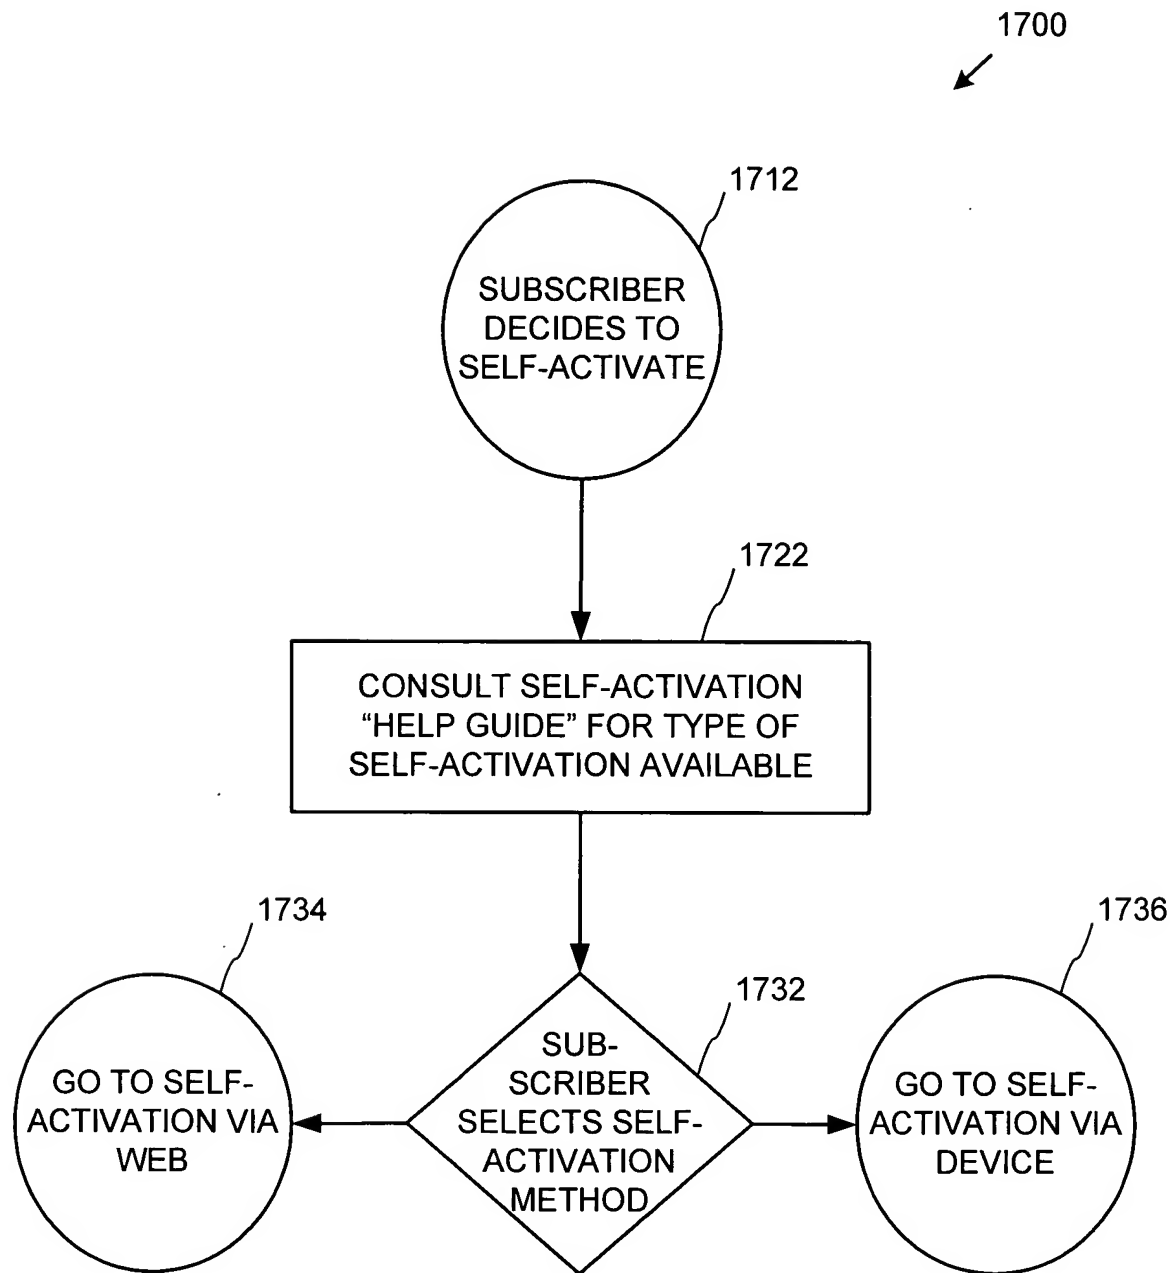 1700
1712
SUBSCRIBER
DECIDES TO
SELF-ACTIVATE
1722
CONSULT SELF-ACTIVATION
“HELP GUIDE” FOR TYPE OF
SELF-ACTIVATION AVAILABLE
1734
GO TO SELF-
ACTIVATION VIA
WEB
1732
SUB-
SCRIBER
SELECTS SELF-
ACTIVATION
METHOD
1736
GO TO SELF-
ACTIVATION VIA
DEVICE